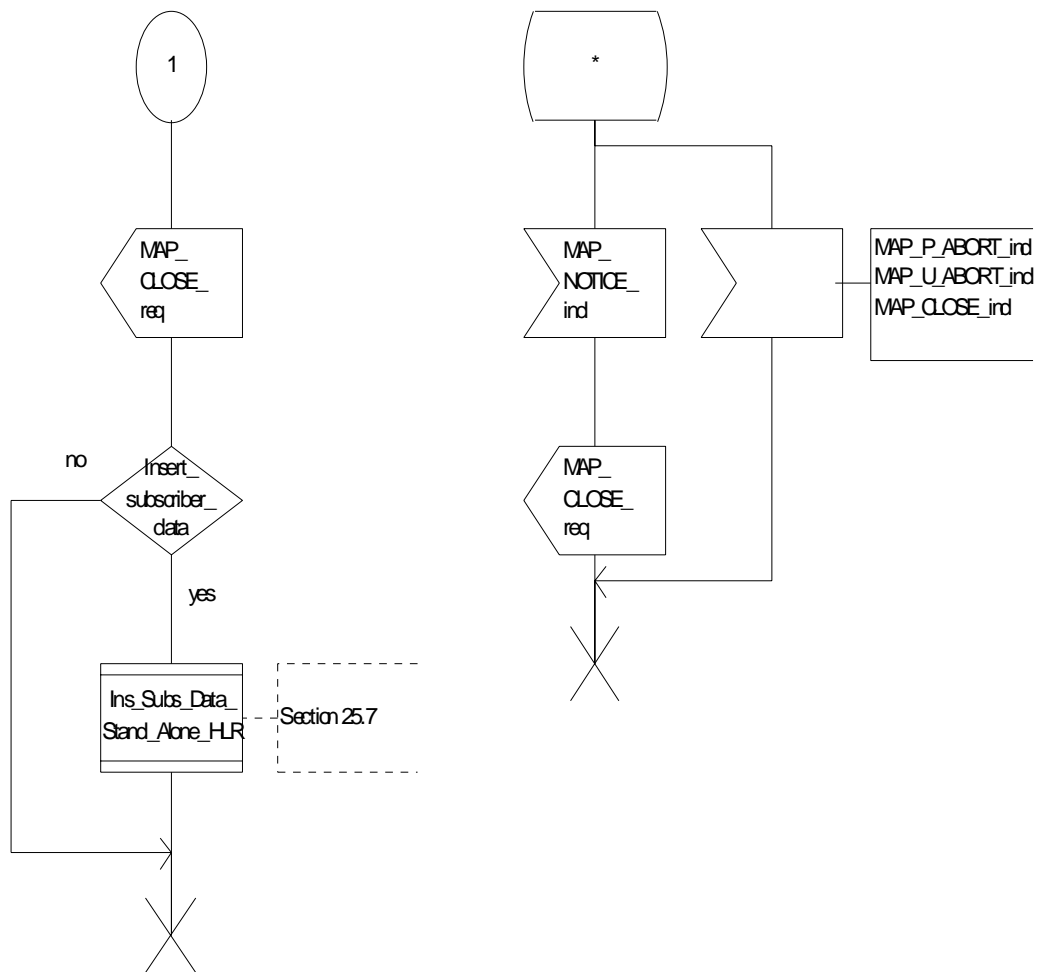 1
MAP_
CLOSE_
req
no
Insert_
subscriber_
data
yes
Ins_Subs_Data_
Stand_Alone_HLR
Section 25.7
*
MAP_
NOTICE_
ind
MAP_P_ABORT_ind
MAP_U_ABORT_ind
MAP_CLOSE_ind
MAP_
CLOSE_
req